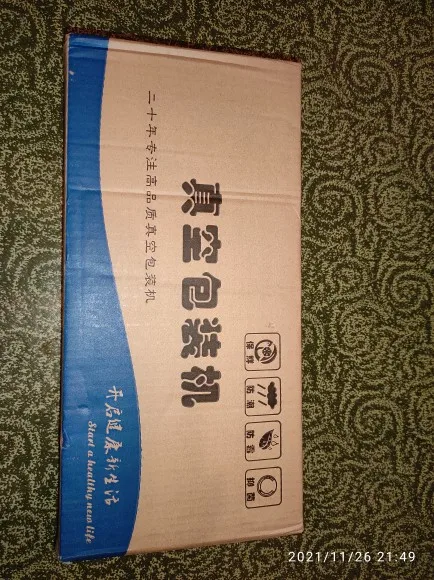 二十年专注高品质真空包装机
真空包装机
保鲜
防潮
防霉
抑菌
开启健康新生活
Start a healthy new life
2021/11/26 21:49